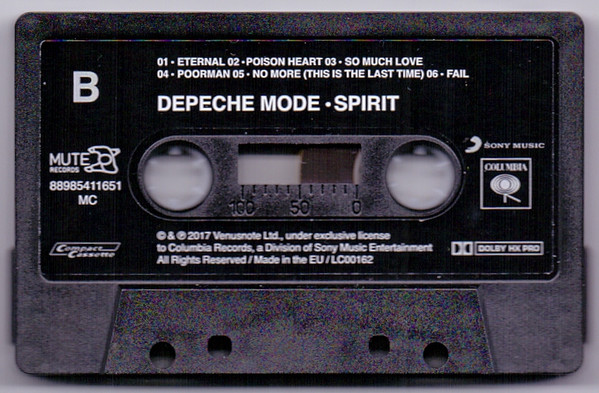 B
01 • ETERNAL 02 • POISON HEART 03 • SO MUCH LOVE
04 • POORMAN 05 • NO MORE (THIS IS THE LAST TIME) 06 • FAIL
DEPECHE MODE • SPIRIT
MUTE
RECORDS
88985411651
MC
SONY MUSIC
COLUMBIA
100 50 0
© & ℗ 2017 Venusnote Ltd., under exclusive license
to Columbia Records, a Division of Sony Music Entertainment
All Rights Reserved / Made in the EU / LC00162
Compact
Cassette
DOLBY HX PRO